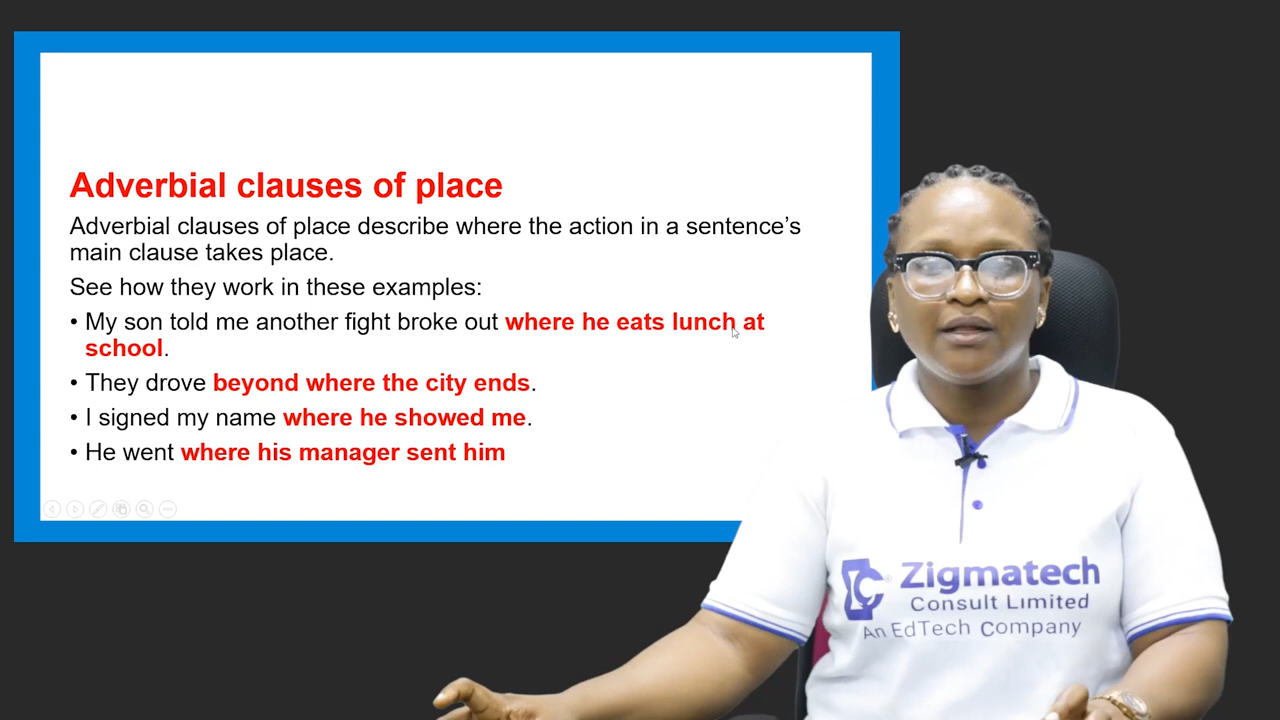 Adverbial clauses of place
Adverbial clauses of place describe where the action in a sentence’s
main clause takes place.
See how they work in these examples:
• My son told me another fight broke out where he eats lunch at
school.
• They drove beyond where the city ends.
• I signed my name where he showed me.
• He went where his manager sent him
Zigmatech
Consult Limited
An EdTech Company